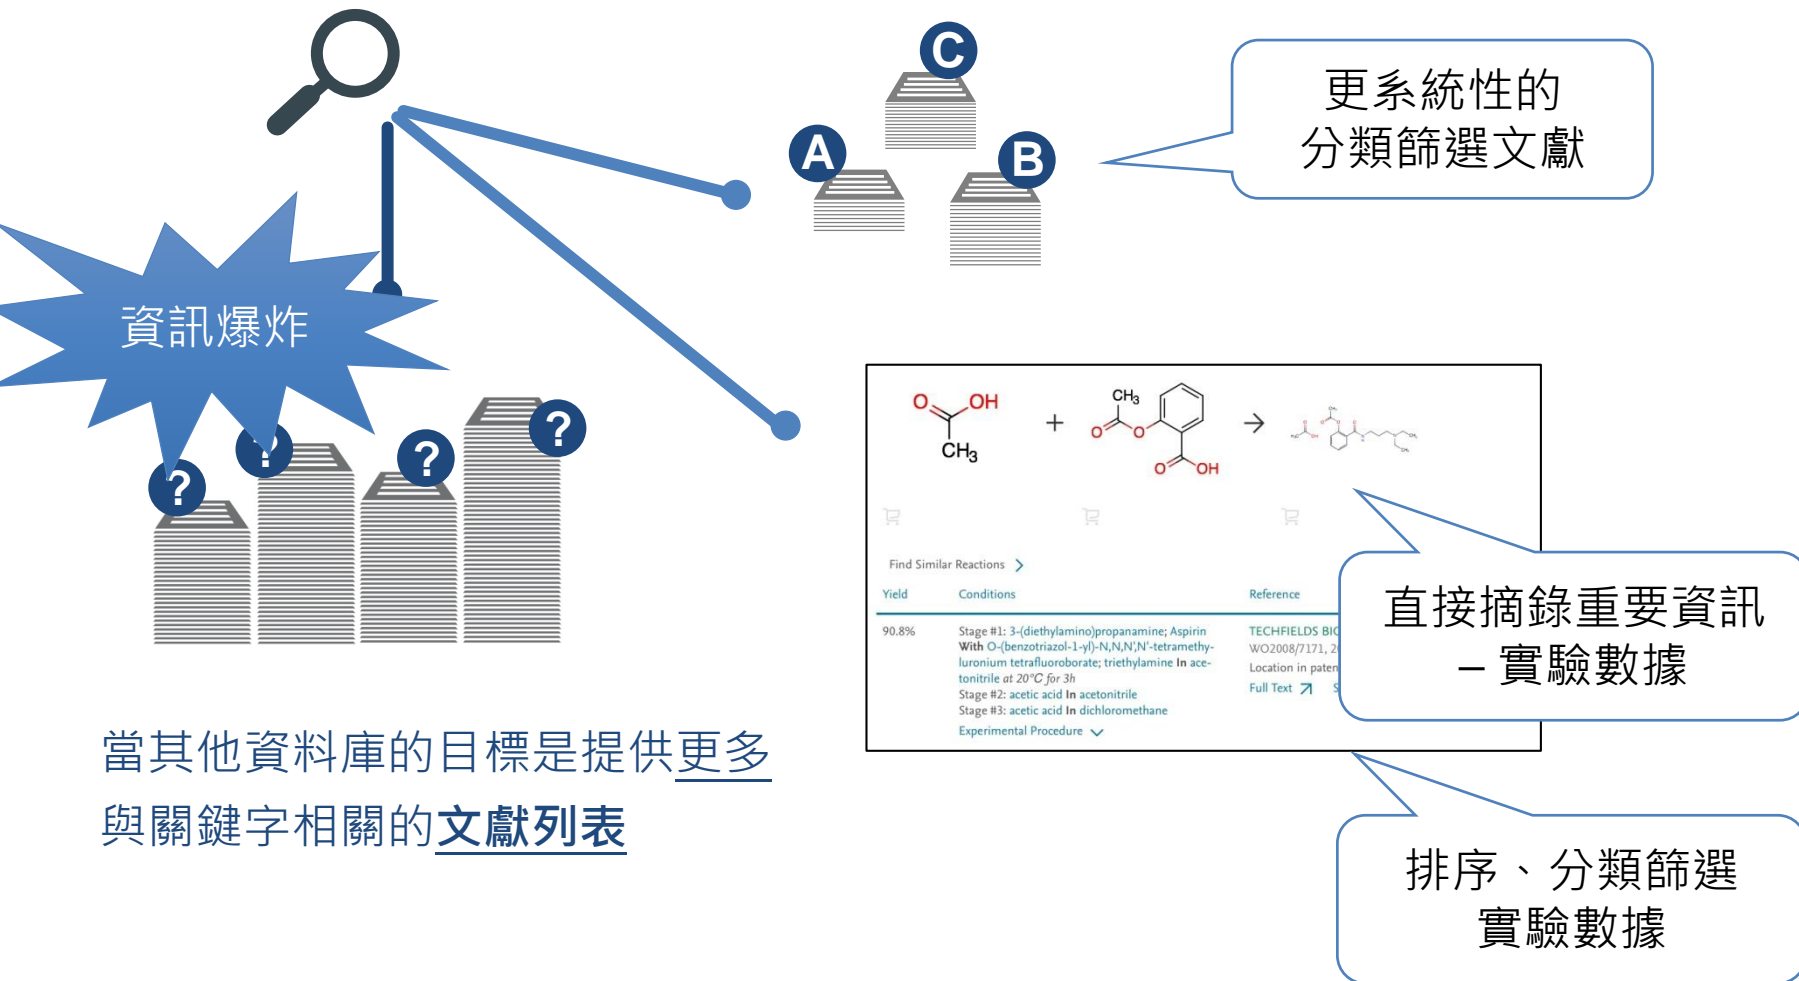 C
A
B
更系統性的
分類篩選文獻
資訊爆炸
?
?
?
?
當其他資料庫的目標是提供更多
與關鍵字相關的文獻列表
O
OH
CH₃
+
CH₃
O
O
O
OH
→
Find Similar Reactions
Yield
Conditions
Reference
90.8%
Stage #1: 3-(diethylamino)propanamine; Aspirin
With O-(benzotriazol-1-yl)-N,N,N',N'-tetramethy-
luronium tetrafluoroborate; triethylamine In ace-
tonitrile at 20°C for 3h
Stage #2: acetic acid In acetonitrile
Stage #3: acetic acid In dichloromethane
Experimental Procedure
TECHFIELDS
WO2008/7171,
Location in
Full Text
直接摘錄重要資訊
– 實驗數據
排序、分類篩選
實驗數據